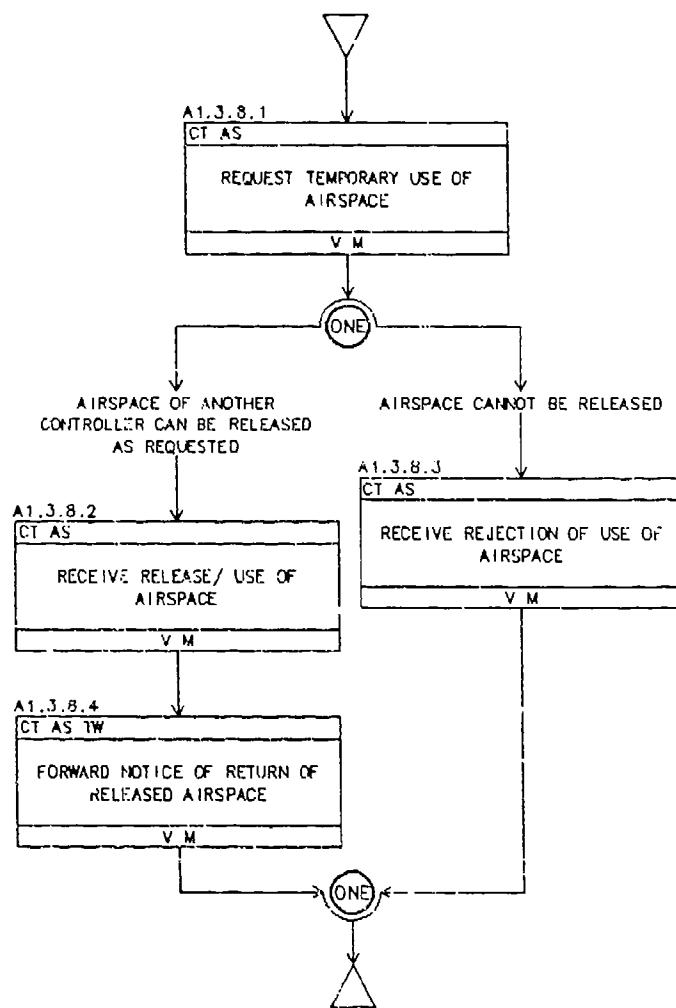 A1.3.8.1
CT AS
REQUEST TEMPORARY USE OF
AIRSPACE
V M
ONE
AIRSPACE OF ANOTHER
CONTROLLER CAN BE RELEASED
AS REQUESTED
AIRSPACE CANNOT BE RELEASED
A1.3.8.2
CT AS
RECEIVE RELEASE/ USE OF
AIRSPACE
V M
A1.3.8.3
CT AS
RECEIVE REJECTION OF USE OF
AIRSPACE
V M
A1.3.8.4
CT AS TW
FORWARD NOTICE OF RETURN OF
RELEASED AIRSPACE
V M
ONE